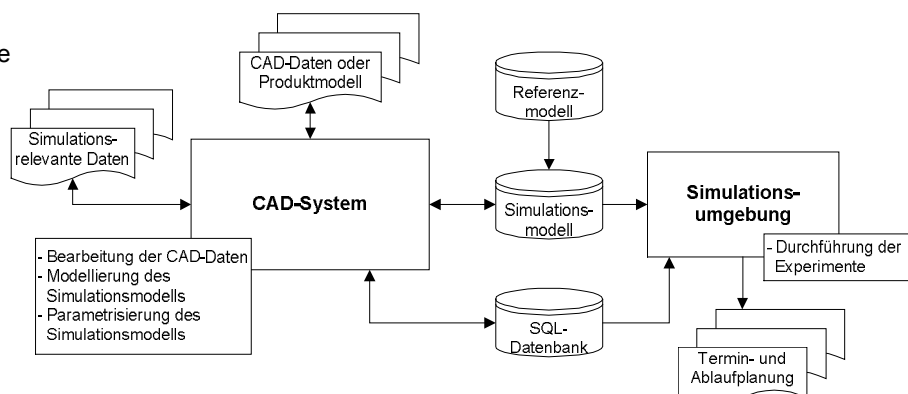 e
CAD-Daten oder
Produktmodell
Simulations-
relevante Daten
Referenz-
modell
CAD-System
Simulations-
modell
Simulations-
umgebung
- Durchführung der
Experimente
- Bearbeitung der CAD-Daten
- Modellierung des
Simulationsmodells
- Parametrisierung des
Simulationsmodells
SQL-
Datenbank
Termin- und
Ablaufplanung